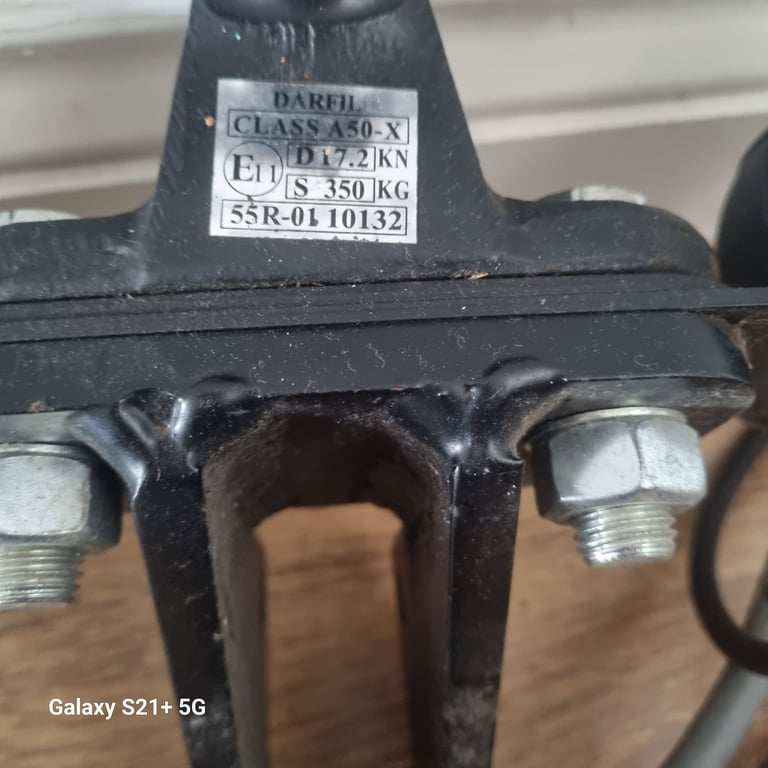 DARFIL
CLASS A50-X
E11
D 17.2 KN
S 350 KG
55R-01 10132
Galaxy S21+ 5G